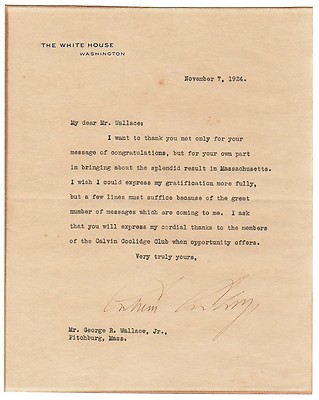 THE WHITE HOUSE
WASHINGTON
November 7, 1924.
My dear Mr. Wallace:
I want to thank you not only for your
message of congratulations, but for your own part
in bringing about the splendid result in Massachusetts.
I wish I could express my gratification more fully,
but a few lines must suffice because of the great
number of messages which are coming to me. I ask
that you will express my cordial thanks to the members
of the Calvin Coolidge Club when opportunity offers.
Very truly yours,
Calvin Coolidge
Mr. George R. Wallace, Jr.,
Fitchburg, Mass.